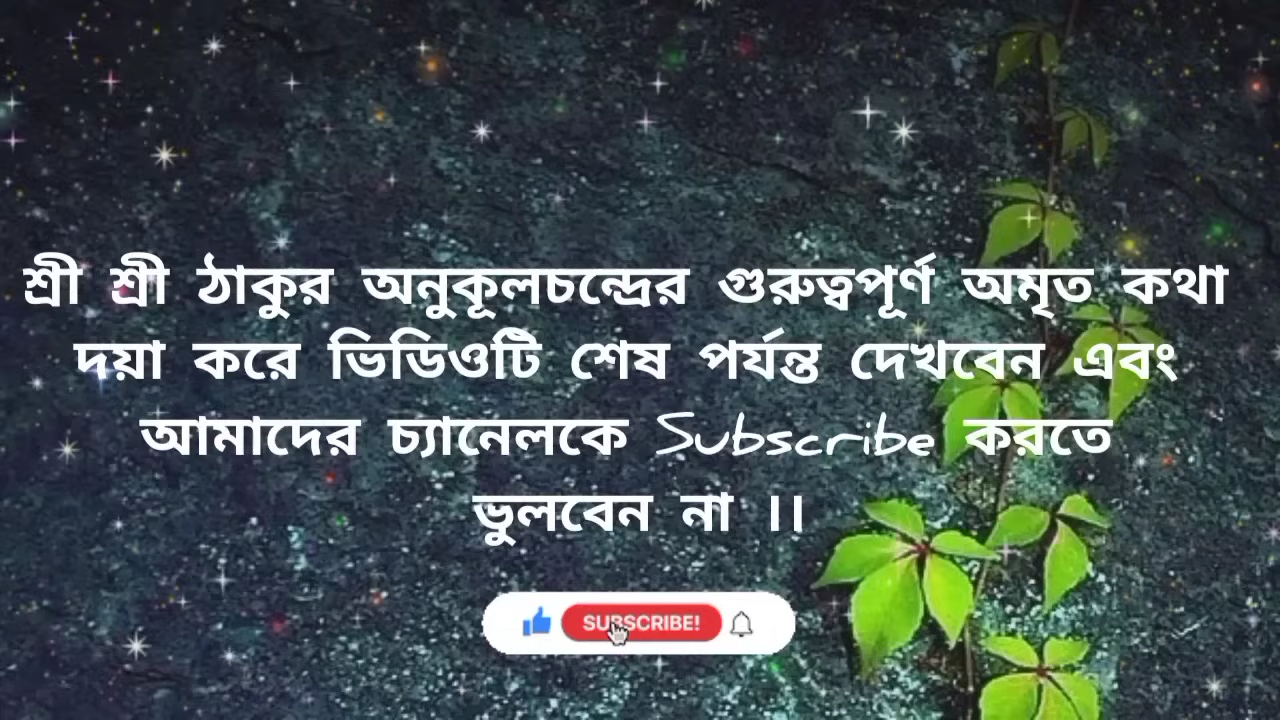 শ্রী শ্রী ঠাকুর অনুকূলচন্দ্রের গুরুত্বপূর্ণ অমৃত কথা
দয়া করে ভিডিওটি শেষ পর্যন্ত দেখবেন এবং
আমাদের চ্যানেলকে Subscribe করতে
ভুলবেন না ।।
SUBSCRIBE!